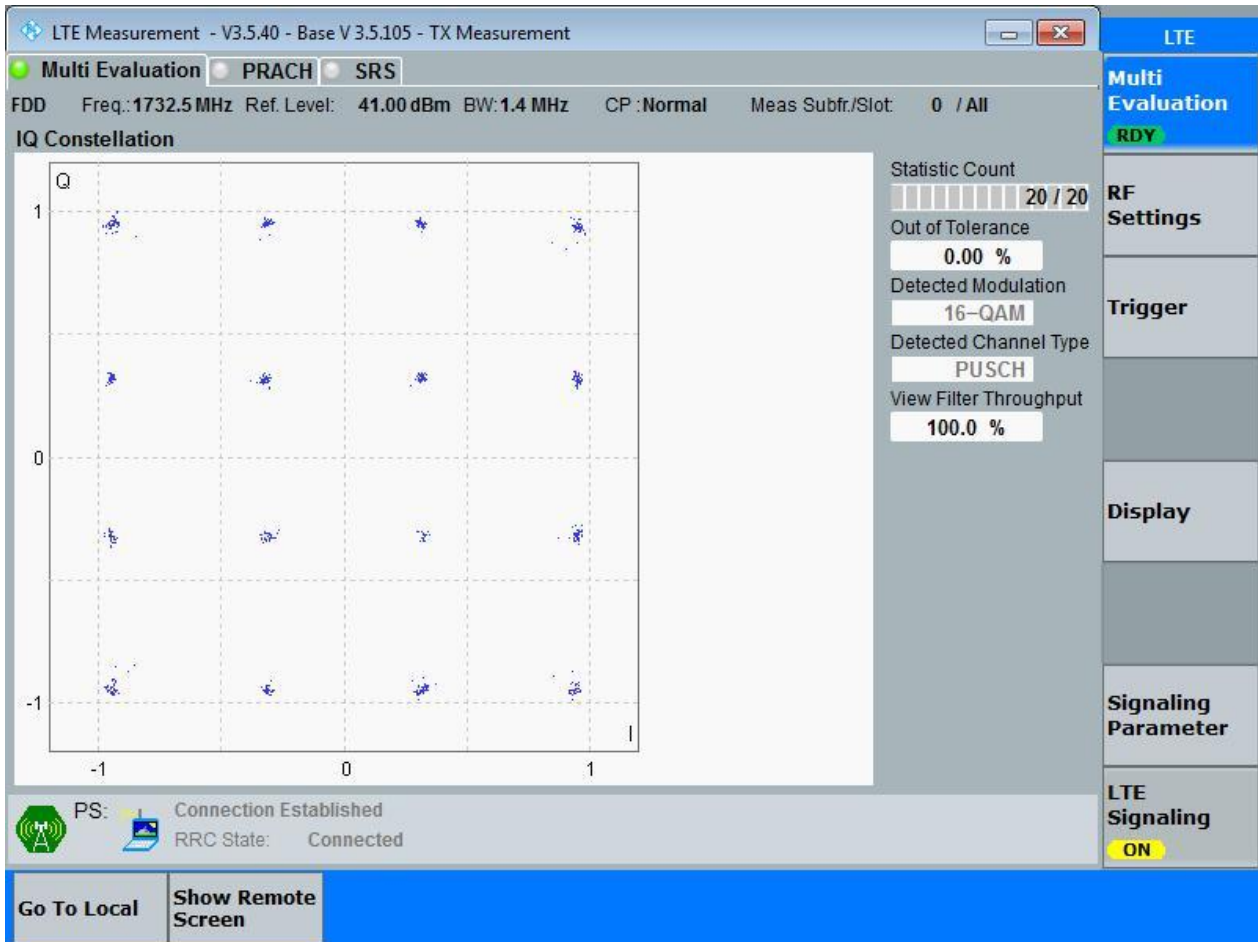 LTE Measurement - V3.5.40 - Base V 3.5.105 - TX Measurement
LTE
Multi Evaluation PRACH SRS
Multi
Evaluation
RDY
FDD Freq.: 1732.5 MHz Ref. Level: 41.00 dBm BW: 1.4 MHz CP : Normal Meas Subfr./Slot: 0 / All
IQ Constellation
Statistic Count
20 / 20
Out of Tolerance
0.00 %
Detected Modulation
16-QAM
Detected Channel Type
PUSCH
View Filter Throughput
100.0 %
Q
1
0
-1
I
-1 0 1
RF
Settings
Trigger
Display
Signaling
Parameter
LTE
Signaling
ON
PS: Connection Established
RRC State: Connected
Go To Local
Show Remote
Screen